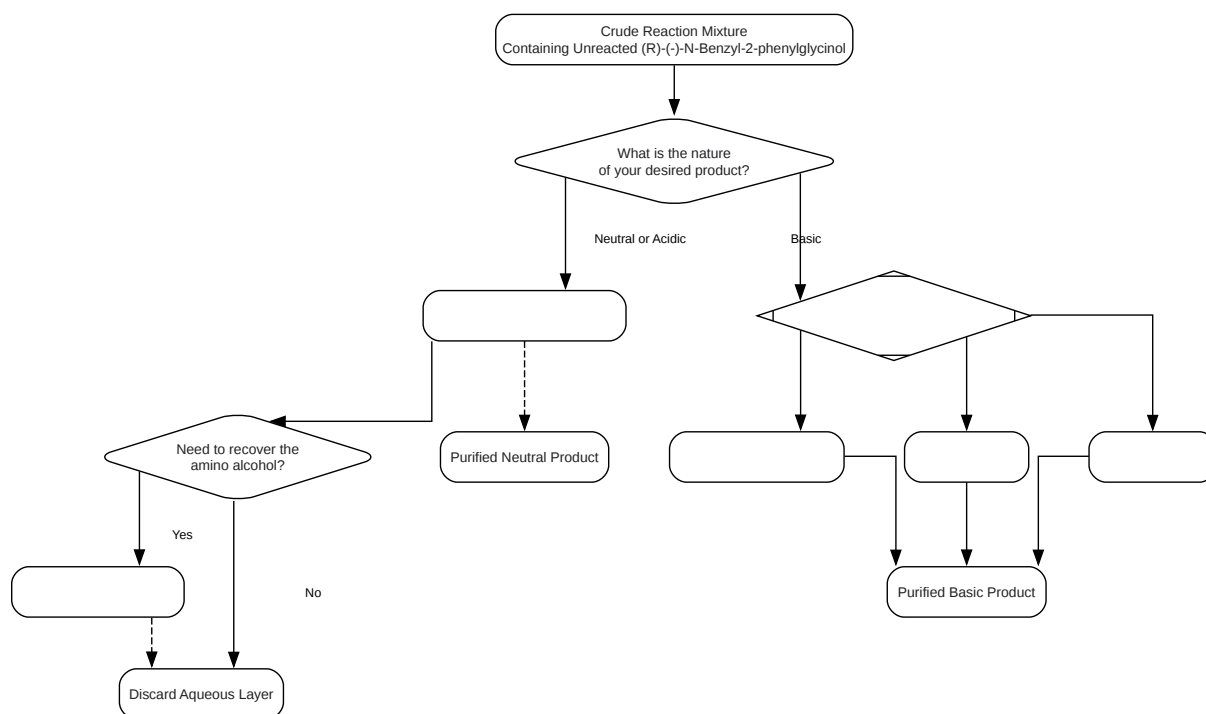 Crude Reaction Mixture
Containing Unreacted (R)-(-)-N-Benzyl-2-phenylglycinol
What is the nature
of your desired product?
Neutral or Acidic
Basic
Need to recover the
amino alcohol?
Purified Neutral Product
Yes
No
Purified Basic Product
Discard Aqueous Layer